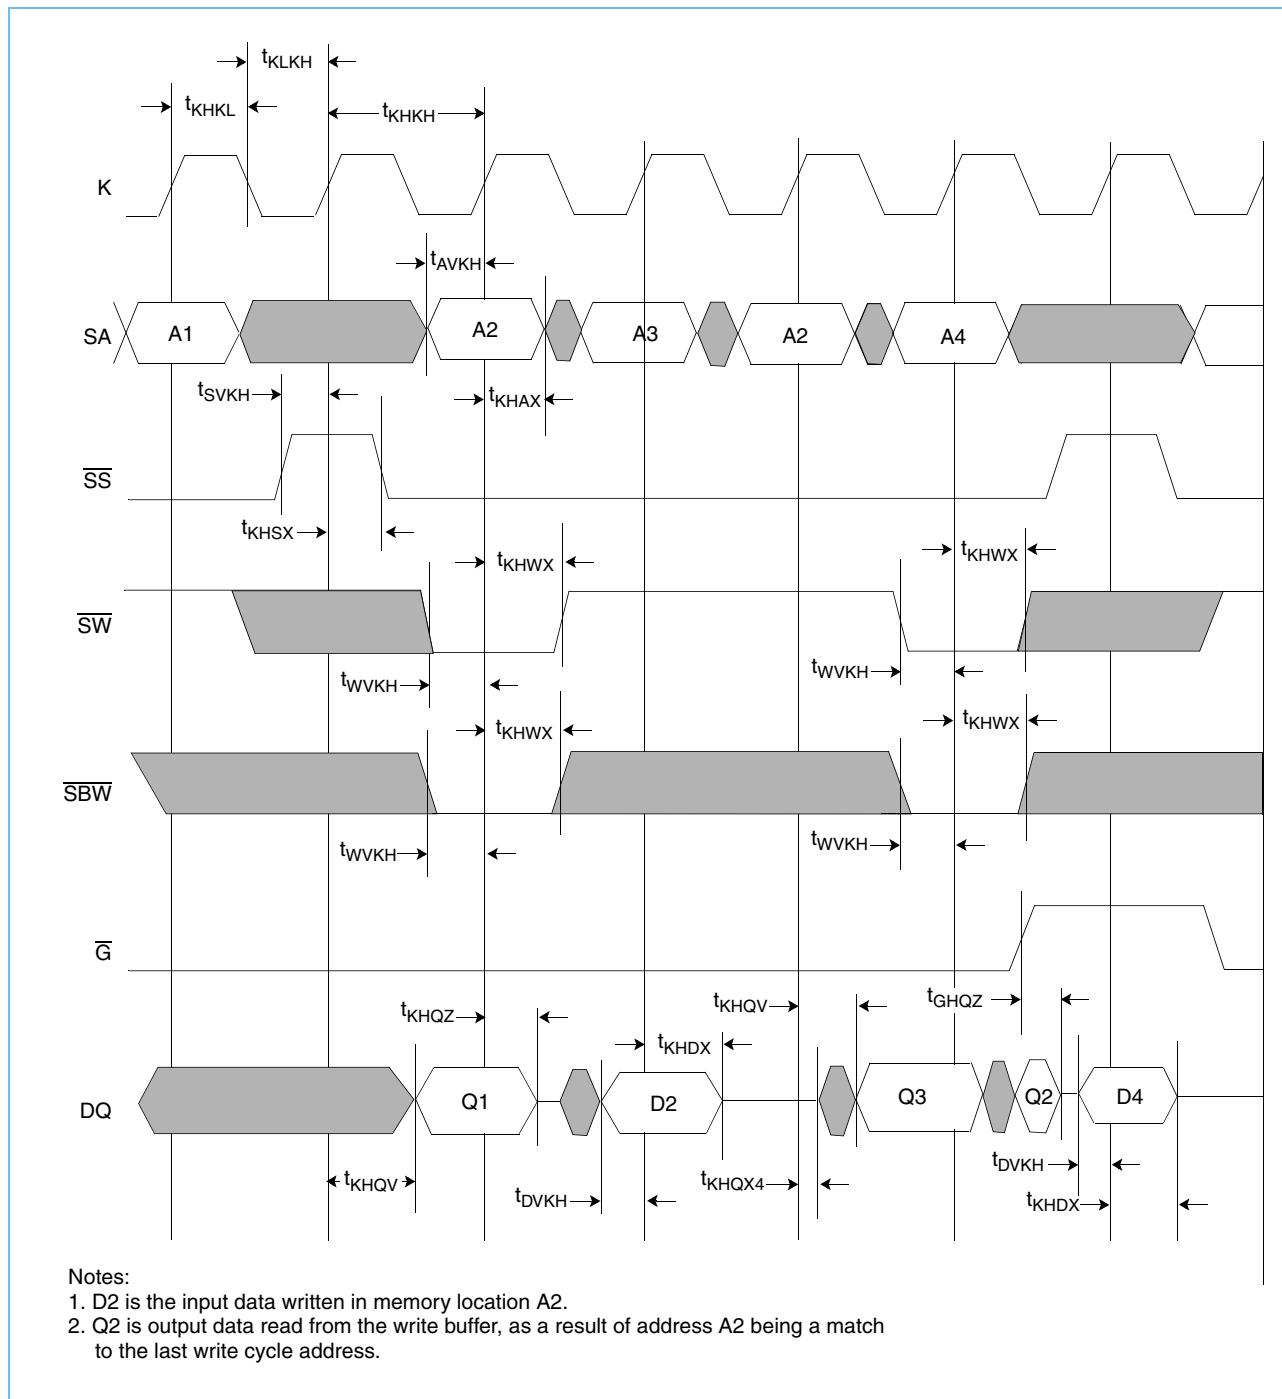 tKLKH
tKHKL
tKHKH
K
tAVKH
SA
A1
A2
A3
A2
A4
tSVKH
tKHAX
SS
tKHSX
tKHWX
tKHWX
SW
tWVKH
tWVKH
tKHWX
tKHWX
SBW
tWVKH
tWVKH
G
tKHQZ
tKHQV
tGHQZ
tKHDX
DQ
Q1
D2
Q3
Q2
D4
tKHQV
tDVKH
tKHQX4
tDVKH
tKHDX
Notes:
1. D2 is the input data written in memory location A2.
2. Q2 is output data read from the write buffer, as a result of address A2 being a match
to the last write cycle address.